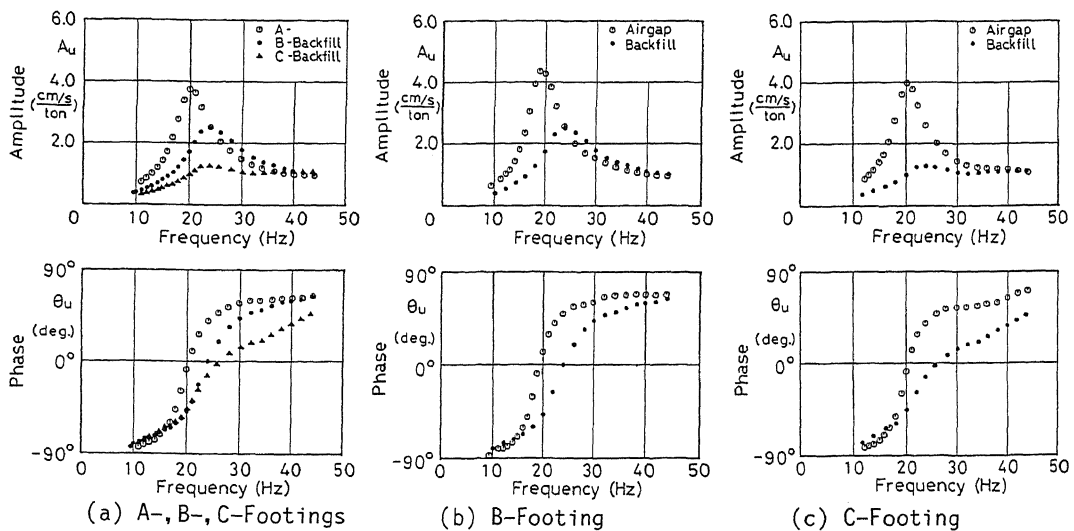 6.0
Au
4.0
Amplitude
(cm/s
ton)
2.0
A-
B-Backfill
C-Backfill
0 10 20 30 40 50
Frequency (Hz)
6.0
Au
4.0
Amplitude
(cm/s
ton)
2.0
Airgap
Backfill
0 10 20 30 40 50
Frequency (Hz)
6.0
Au
4.0
Amplitude
(cm/s
ton)
2.0
Airgap
Backfill
0 10 20 30 40 50
Frequency (Hz)
90°
θu
(deg.)
Phase
0°
-90°
0 10 20 30 40 50
Frequency (Hz)
(a) A-, B-, C-Footings
90°
θu
(deg.)
Phase
0°
-90°
0 10 20 30 40 50
Frequency (Hz)
(b) B-Footing
90°
θu
(deg.)
Phase
0°
-90°
0 10 20 30 40 50
Frequency (Hz)
(c) C-Footing